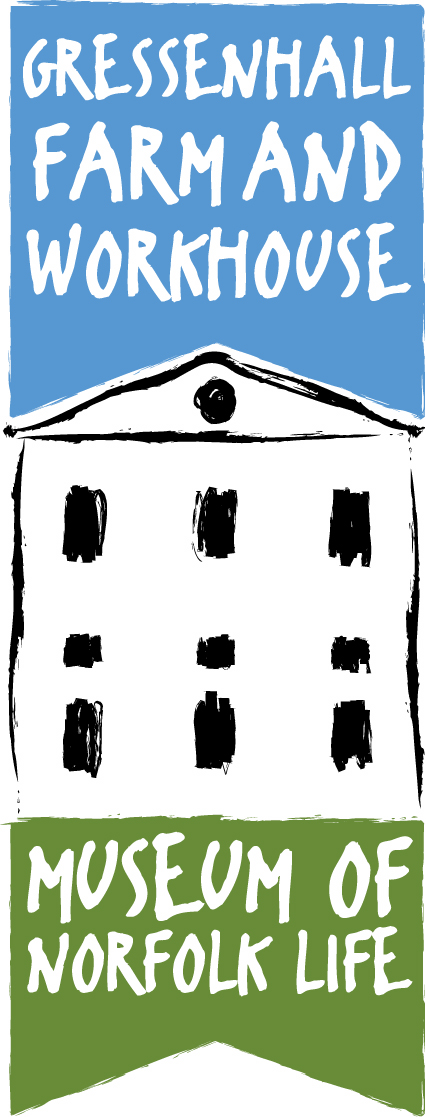 GRESSENHALL
FARM AND
WORKHOUSE
MUSEUM OF
NORFOLK LIFE